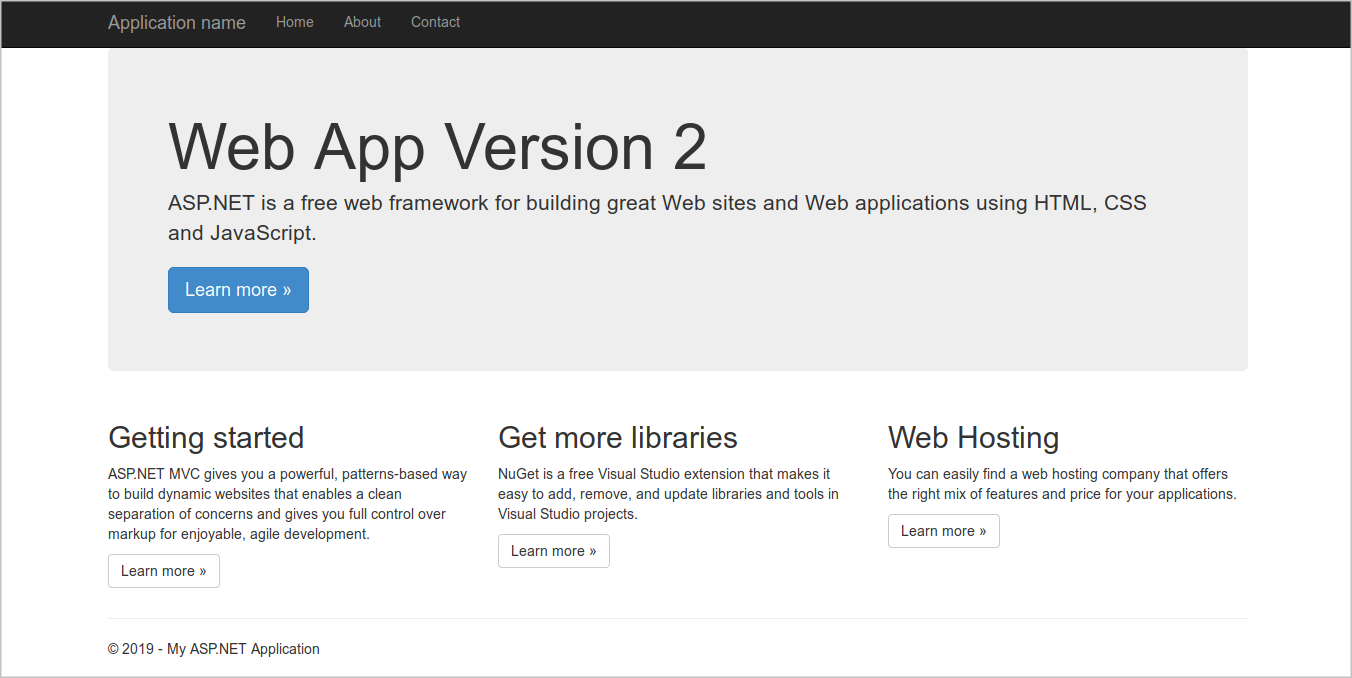 Application name Home About Contact
Web App Version 2
ASP.NET is a free web framework for building great Web sites and Web applications using HTML, CSS
and JavaScript.
Learn more »
Getting started
ASP.NET MVC gives you a powerful, patterns-based way
to build dynamic websites that enables a clean
separation of concerns and gives you full control over
markup for enjoyable, agile development.
Learn more »
Get more libraries
NuGet is a free Visual Studio extension that makes it
easy to add, remove, and update libraries and tools in
Visual Studio projects.
Learn more »
Web Hosting
You can easily find a web hosting company that offers
the right mix of features and price for your applications.
Learn more »
© 2019 - My ASP.NET Application